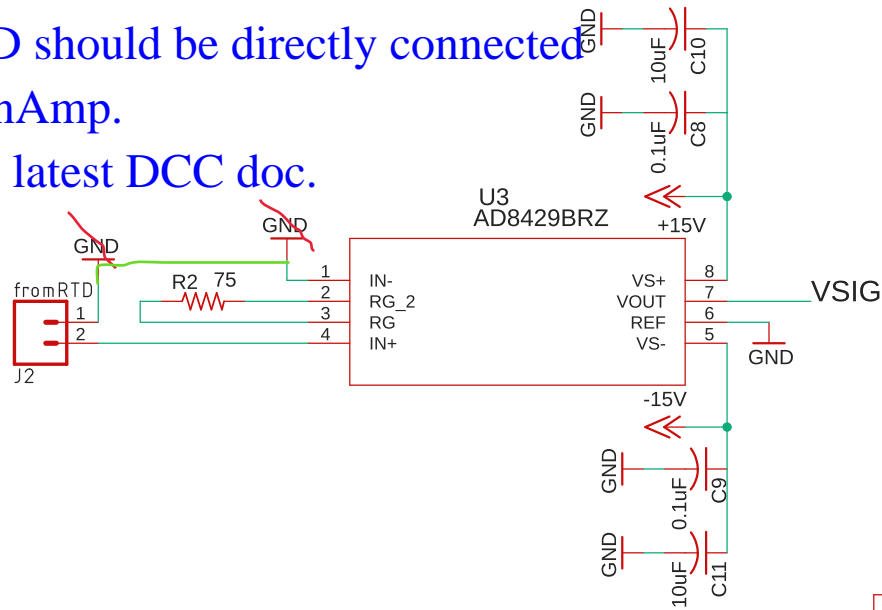 D should be directly connected
mAmp.
latest DCC doc.
GND
10uF
C10
GND
0.1uF
C8
+15V
U3
AD8429BRZ
GND
GND
fromRTD
1
2
J2
R2 75
1 IN-
2 RG_2
3 RG
4 IN+
VS+ 8
VOUT 7
REF 6
VS- 5
VSIG
GND
-15V
GND
0.1uF
C9
GND
10uF
C11